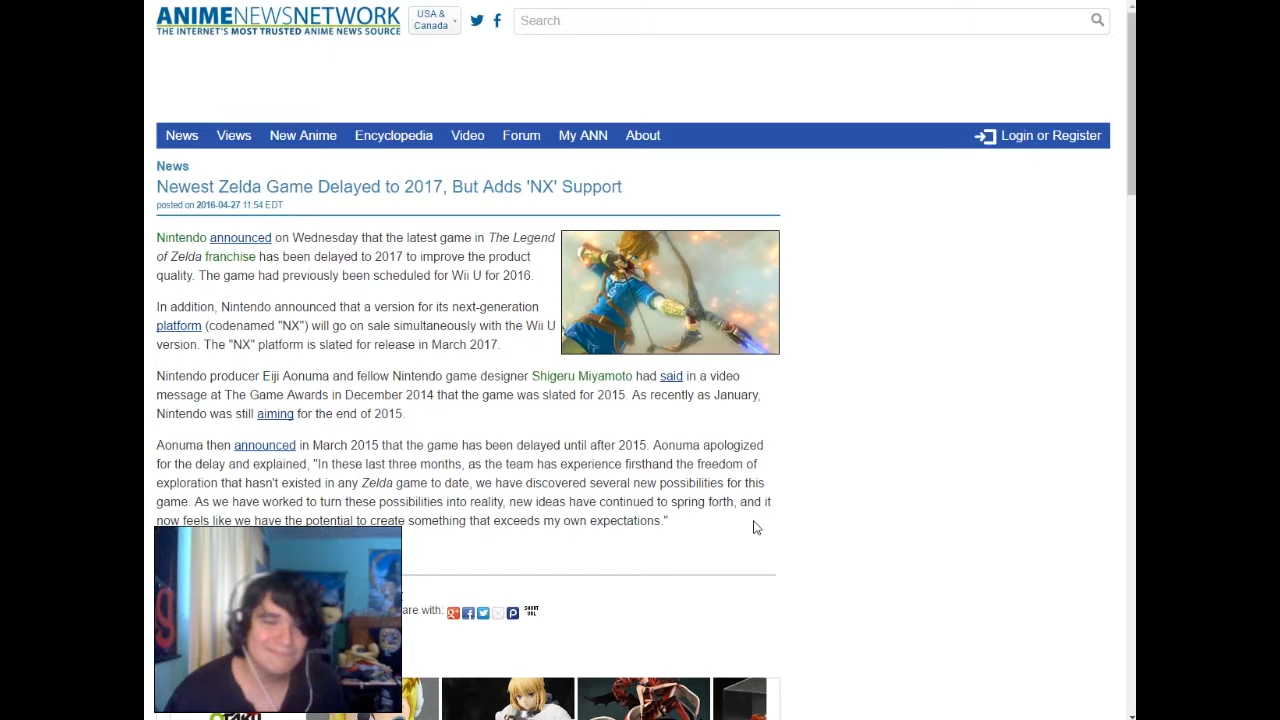 ANIMENEWSNETWORK
THE INTERNET'S MOST TRUSTED ANIME NEWS SOURCE
USA &
Canada
Search
News Views New Anime Encyclopedia Video Forum My ANN About Login or Register
News
Newest Zelda Game Delayed to 2017, But Adds 'NX' Support
posted on 2016-04-27 11:54 EDT
Nintendo announced on Wednesday that the latest game in The Legend
of Zelda franchise has been delayed to 2017 to improve the product
quality. The game had previously been scheduled for Wii U for 2016.
In addition, Nintendo announced that a version for its next-generation
platform (codenamed "NX") will go on sale simultaneously with the Wii U
version. The "NX" platform is slated for release in March 2017.
Nintendo producer Eiji Aonuma and fellow Nintendo game designer Shigeru Miyamoto had said in a video
message at The Game Awards in December 2014 that the game was slated for 2015. As recently as January,
Nintendo was still aiming for the end of 2015.
Aonuma then announced in March 2015 that the game has been delayed until after 2015. Aonuma apologized
for the delay and explained, "In these last three months, as the team has experience firsthand the freedom of
exploration that hasn't existed in any Zelda game to date, we have discovered several new possibilities for this
game. As we have worked to turn these possibilities into reality, new ideas have continued to spring forth, and it
now feels like we have the potential to create something that exceeds my own expectations."
are with:
SHORT
URL
OTAKU